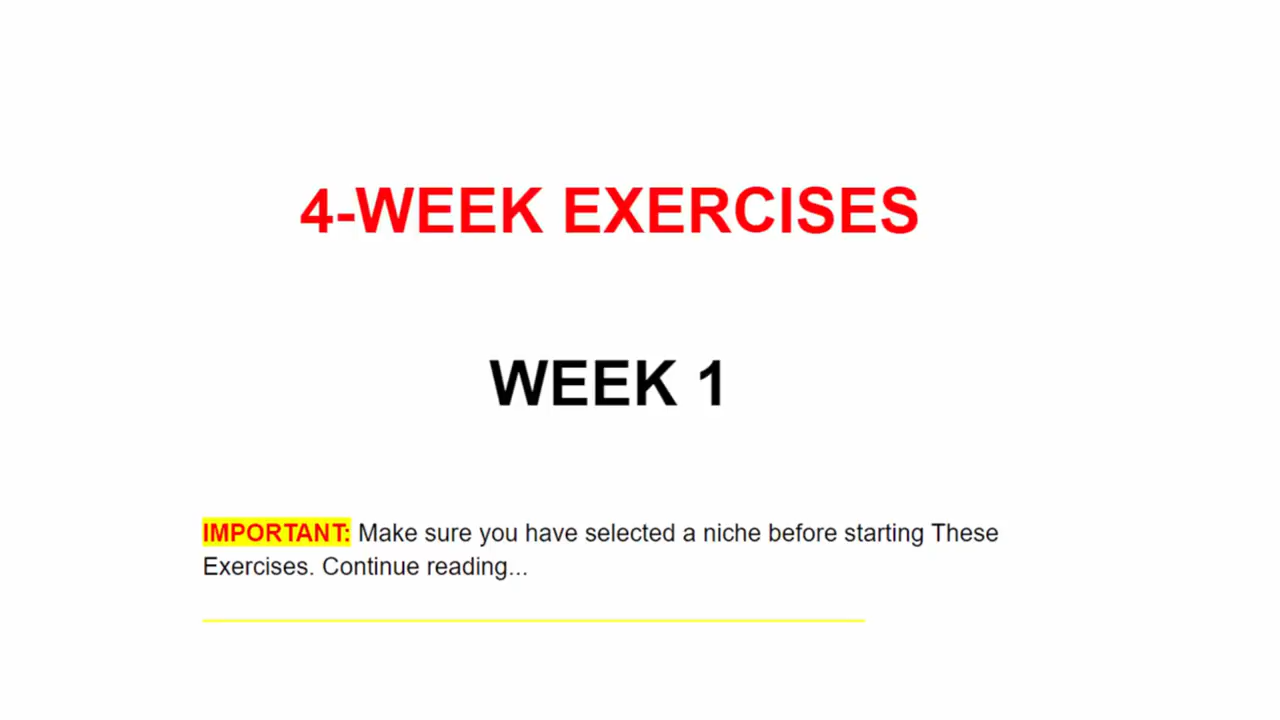 4-WEEK EXERCISES
WEEK 1
IMPORTANT: Make sure you have selected a niche before starting These
Exercises. Continue reading...